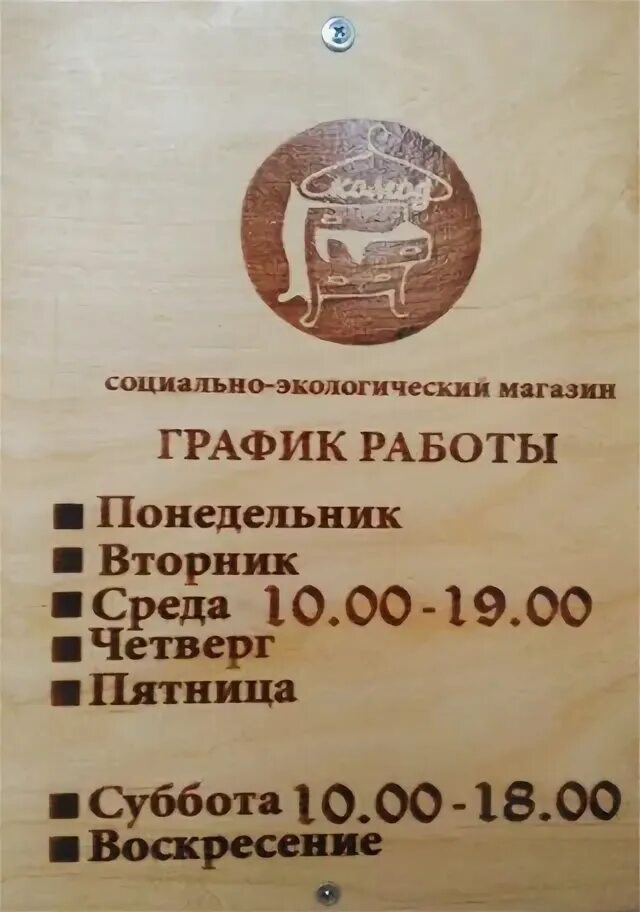 комод
социально-экологический магазин
ГРАФИК РАБОТЫ
Понедельник
Вторник
Среда 10.00-19.00
Четверг
Пятница
Суббота 10.00-18.00
Воскресение